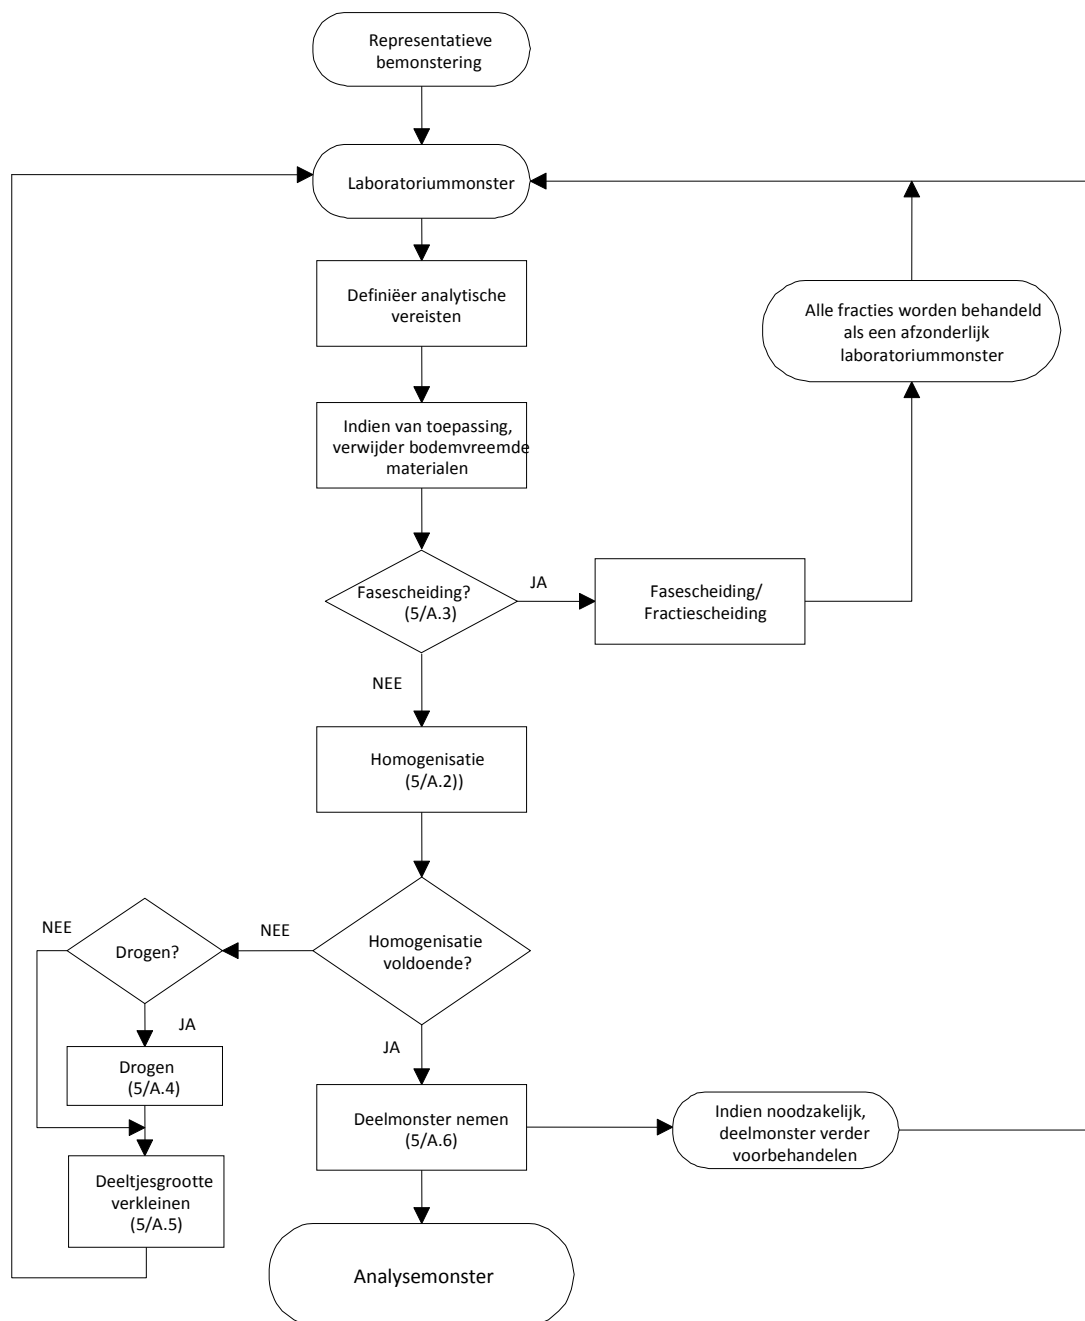 Representatieve
bemonstering
Laboratoriummonster
Definiëer analytische
vereisten
Alle fracties worden behandeld
als een afzonderlijk
laboratoriummonster
Indien van toepassing,
verwijder bodemvreemde
materialen
Fasescheiding?
(5/A.3)
JA
Fasescheiding/
Fractiescheiding
NEE
Homogenisatie
(5/A.2))
Homogenisatie
voldoende?
NEE
Drogen?
NEE
JA
Drogen
(5/A.4)
Deeltjesgrootte
verkleinen
(5/A.5)
JA
Deelmonster nemen
(5/A.6)
Indien noodzakelijk,
deelmonster verder
voorbehandelen
Analysemonster